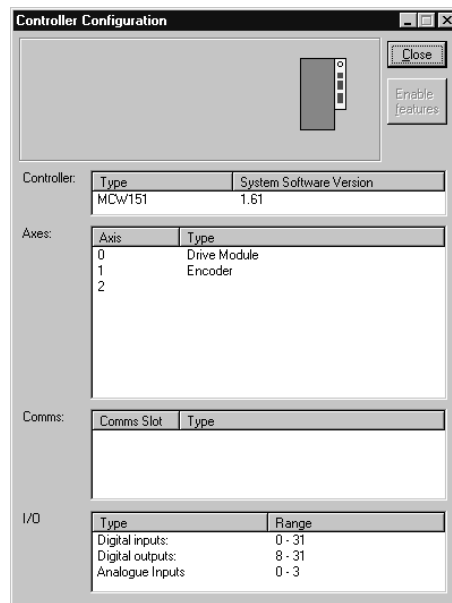 Controller Configuration
Close
Enable features
Controller:
Type System Software Version
MCW151 1.61
Axes:
Axis Type
0 Drive Module
1 Encoder
2
Comms:
Comms Slot Type
I/O
Type Range
Digital inputs: 0 - 31
Digital outputs: 8 - 31
Analogue Inputs 0 - 3